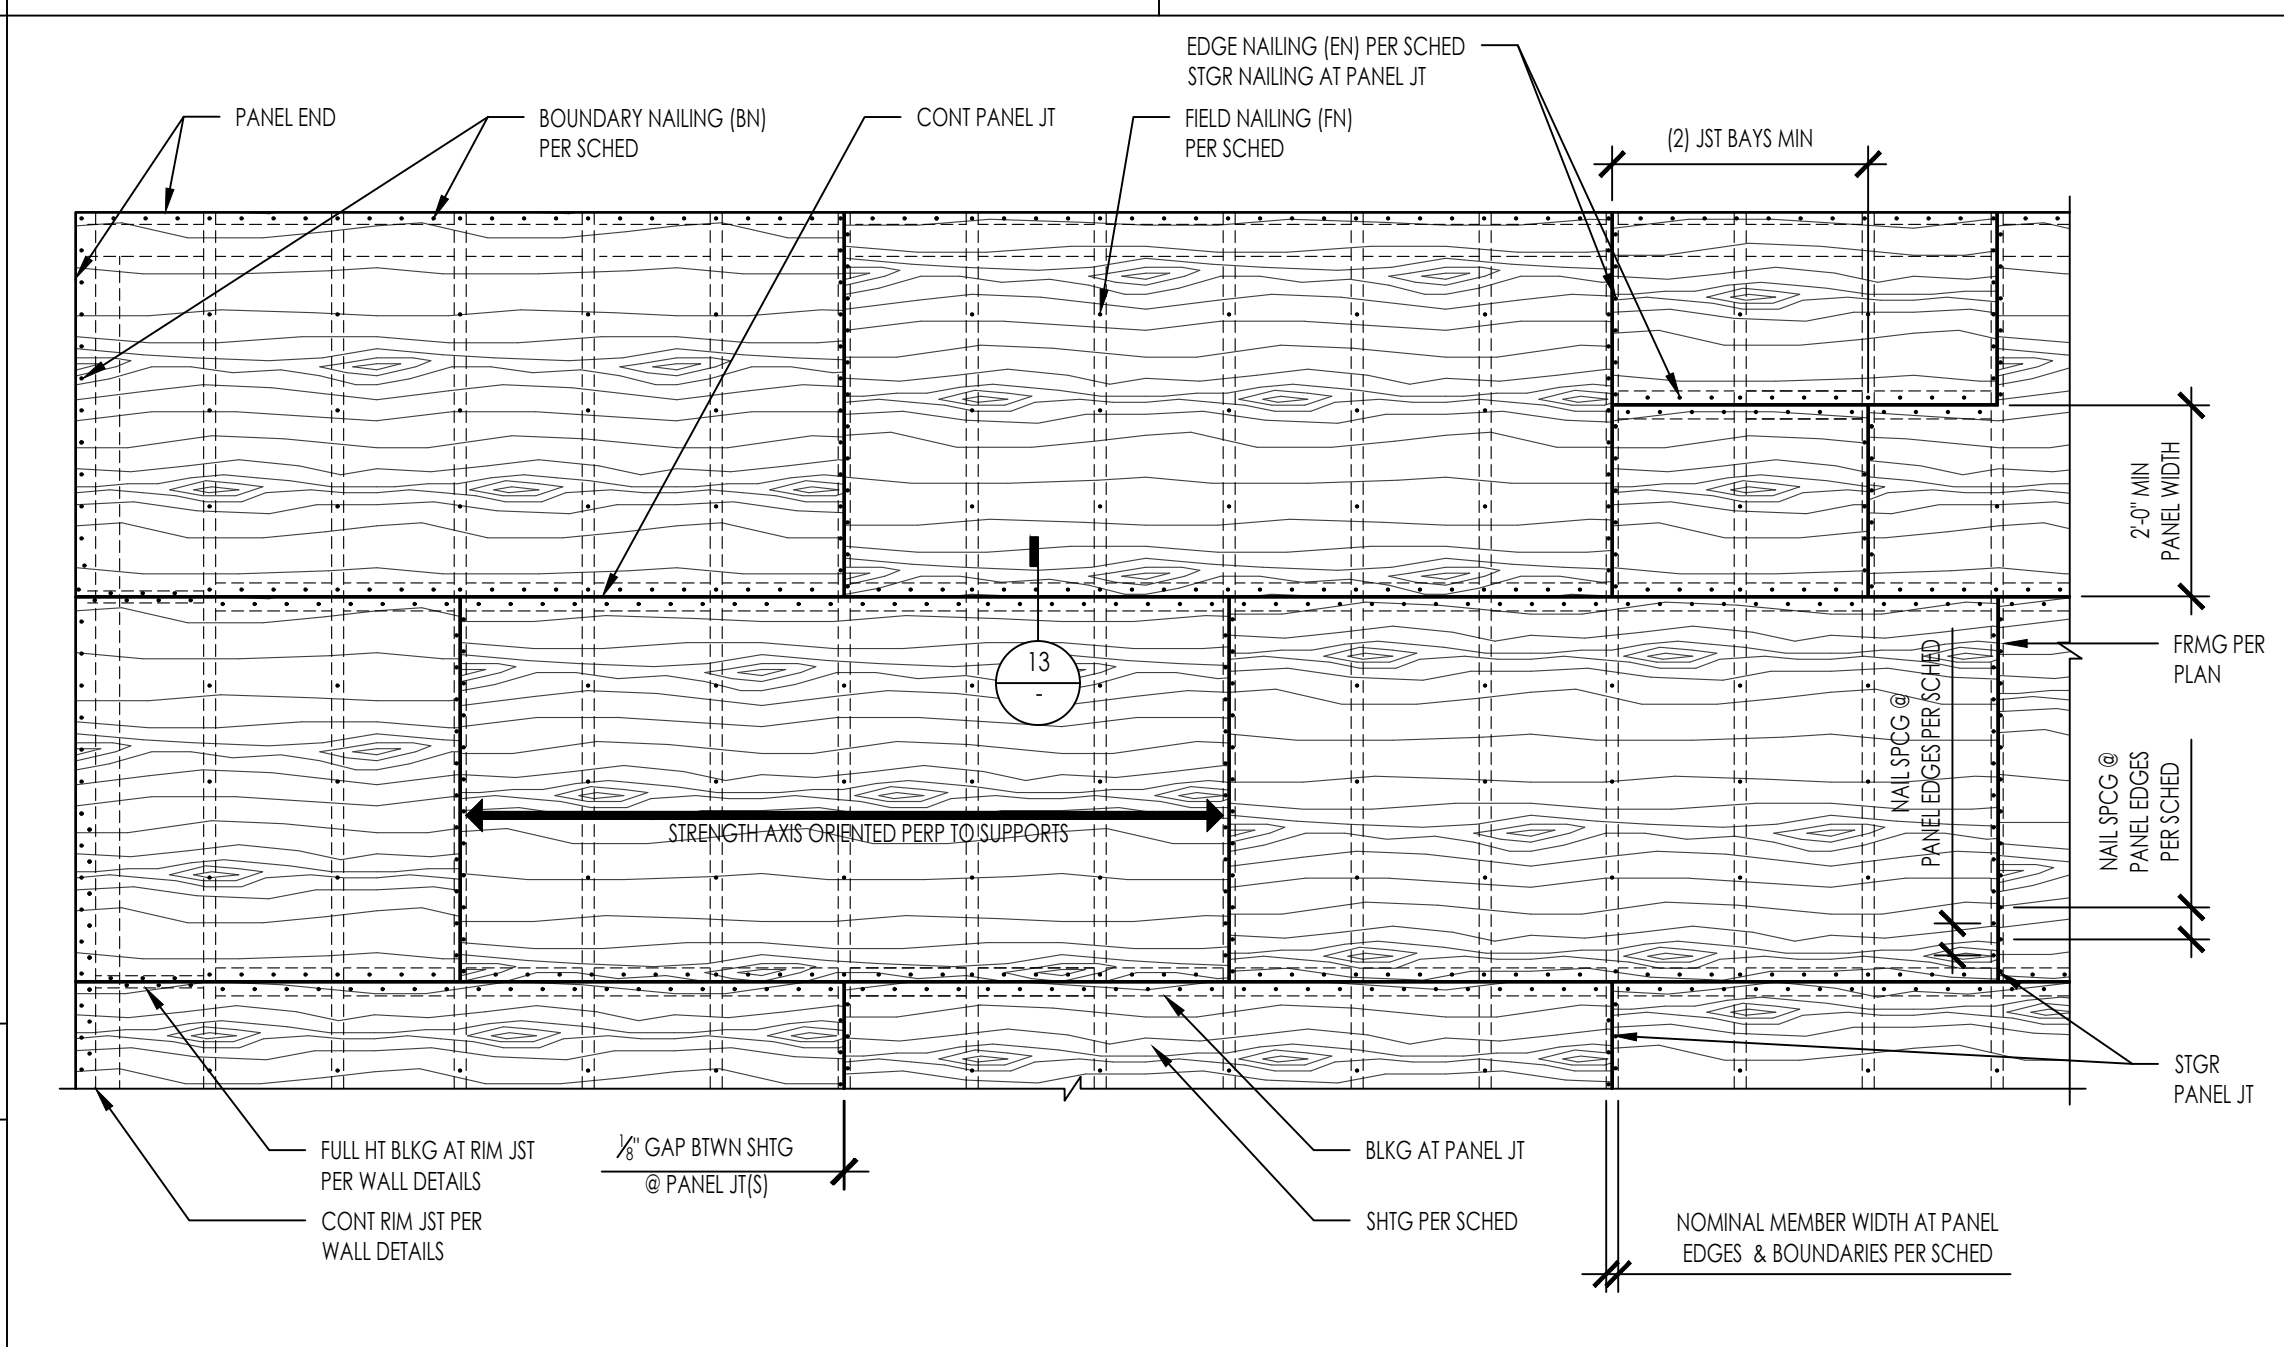 EDGE NAILING (EN) PER SCHED
STGR NAILING AT PANEL JT
PANEL END
BOUNDARY NAILING (BN)
PER SCHED
CONT PANEL JT
FIELD NAILING (FN)
PER SCHED
(2) JST BAYS MIN
2'-0" MIN
PANEL WIDTH
13
-
FRMG PER
PLAN
NAIL SPCG @
PANEL EDGES PER SCHED
NAIL SPCG @
PANEL EDGES
PER SCHED
STRENGTH AXIS ORIENTED PERP TO SUPPORTS
STGR
PANEL JT
FULL HT BLKG AT RIM JST
PER WALL DETAILS
1/8" GAP BTWN SHTG
@ PANEL JT(S)
BLKG AT PANEL JT
CONT RIM JST PER
WALL DETAILS
SHTG PER SCHED
NOMINAL MEMBER WIDTH AT PANEL
EDGES & BOUNDARIES PER SCHED